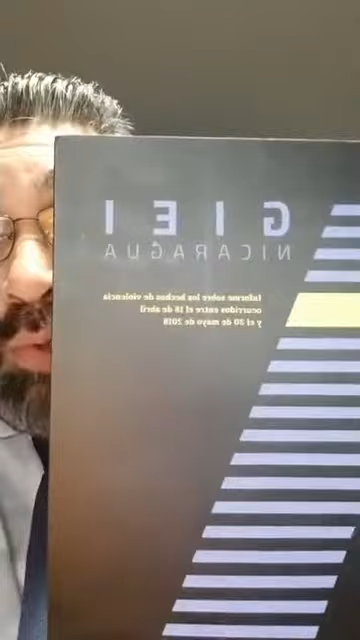 GIEI
NICARAGUA
Informe sobre los hechos de violencia
ocurridos entre el 18 de abril
y el 30 de mayo de 2018